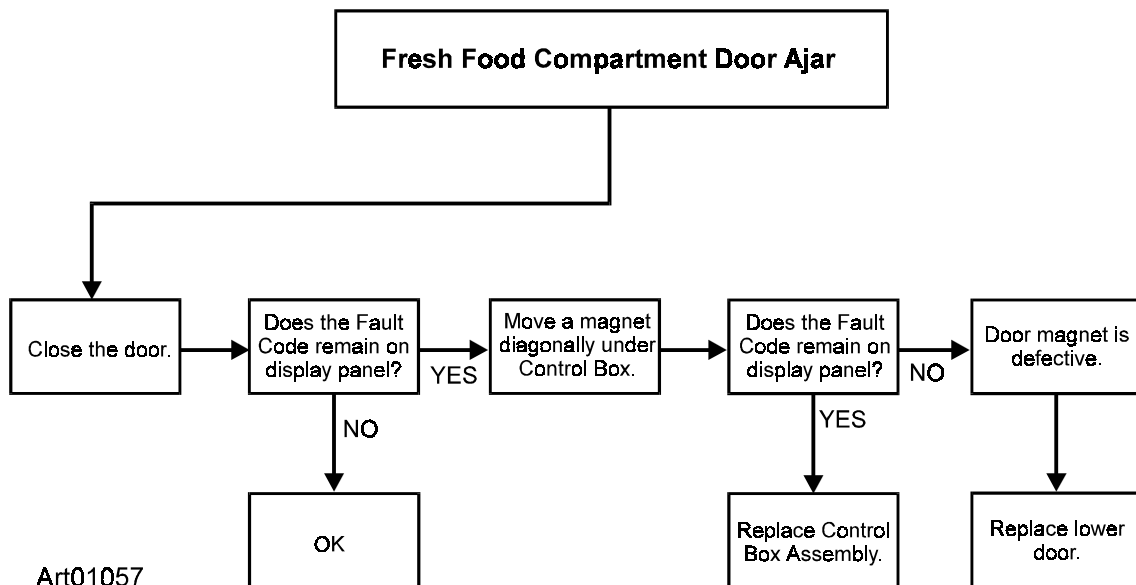 Fresh Food Compartment Door Ajar
Close the door.
Does the Fault
Code remain on
display panel?
YES
NO
OK
Move a magnet
diagonally under
Control Box.
Does the Fault
Code remain on
display panel?
NO
YES
Replace Control
Box Assembly.
Door magnet is
defective.
Replace lower
door.
Art01057